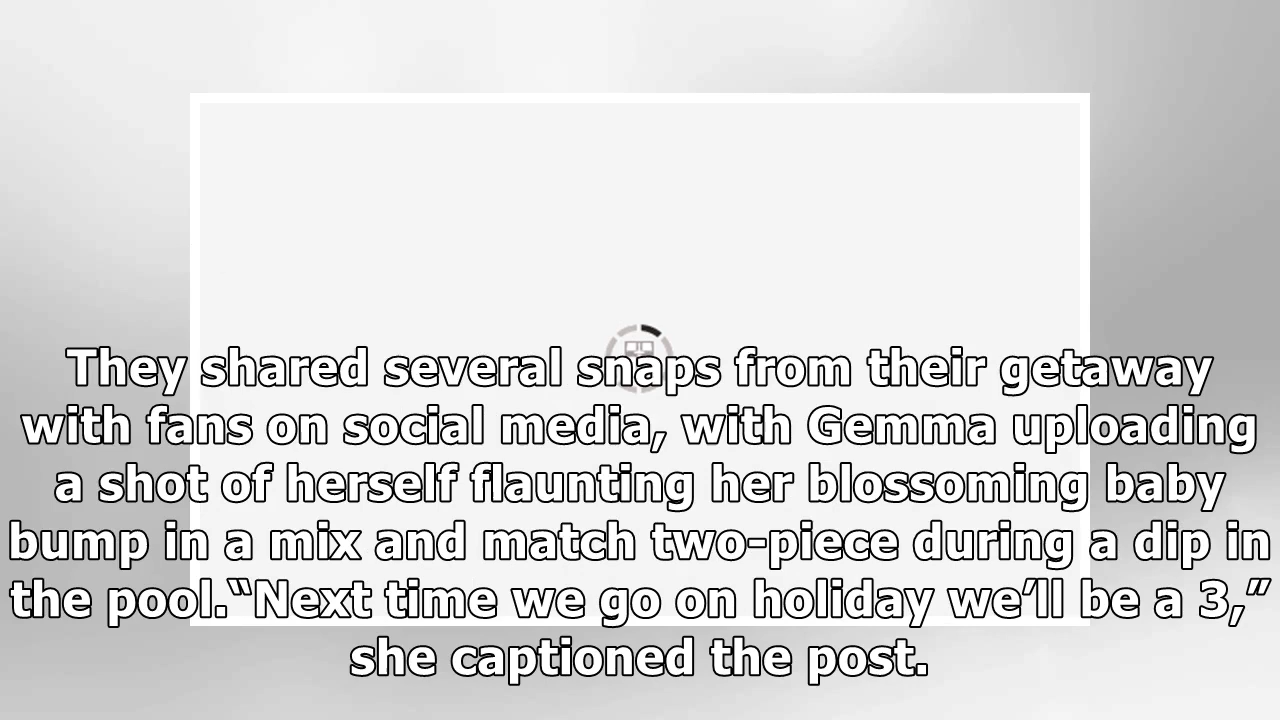 They shared several snaps from their getaway
with fans on social media, with Gemma uploading
a shot of herself flaunting her blossoming baby
bump in a mix and match two-piece during a dip in
the pool.“Next time we go on holiday we’ll be a 3,”
she captioned the post.